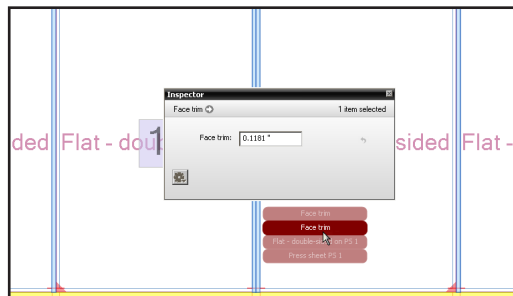 Inspector
Face trim 1 item selected
ded Flat - dou 1 sided Flat -
Face trim: 0.1181 "
Face trim
Face trim
Flat - double-sided on PS 1
Press sheet PS 1